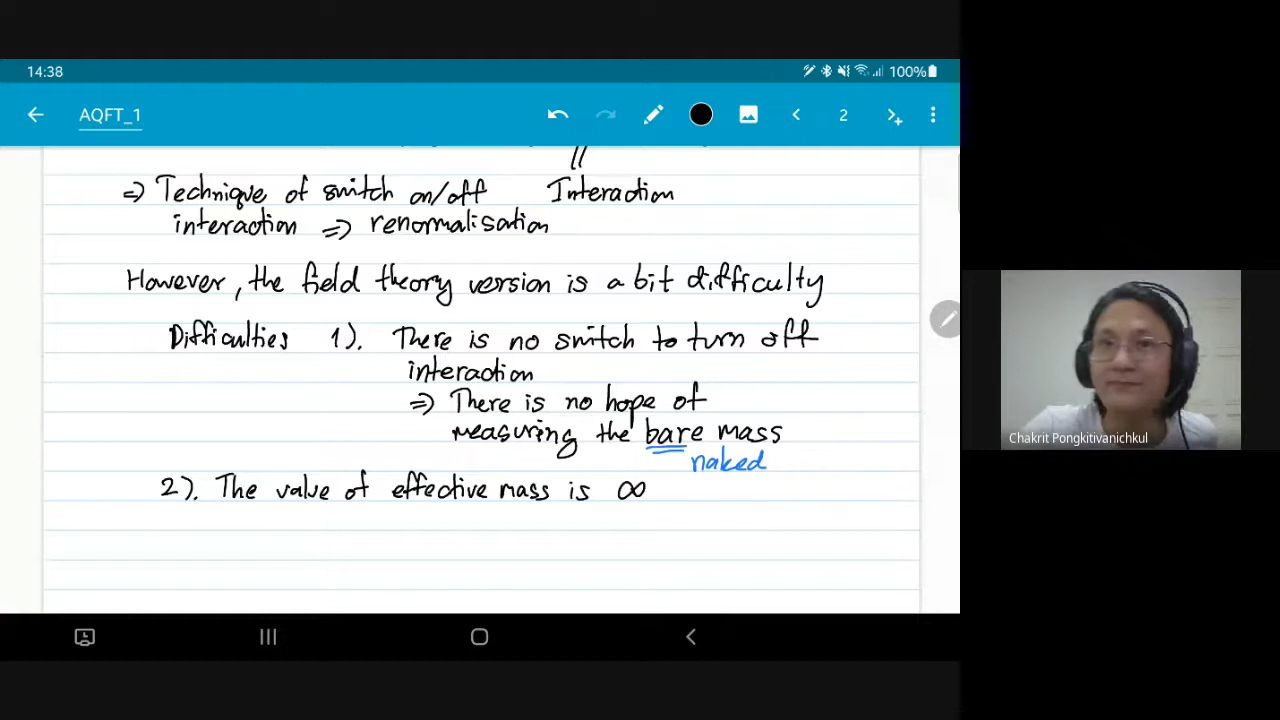 14:38
100%
AQFT_1
2
⇒ Technique of switch on/off Interaction
interaction ⇒ renormalisation
However, the field theory version is a bit difficulty
Difficulties 1). There is no switch to turn off
interaction
⇒ There is no hope of
measuring the bare mass
naked
2). The value of effective mass is ∞
Chakrit Pongkitivanichkul